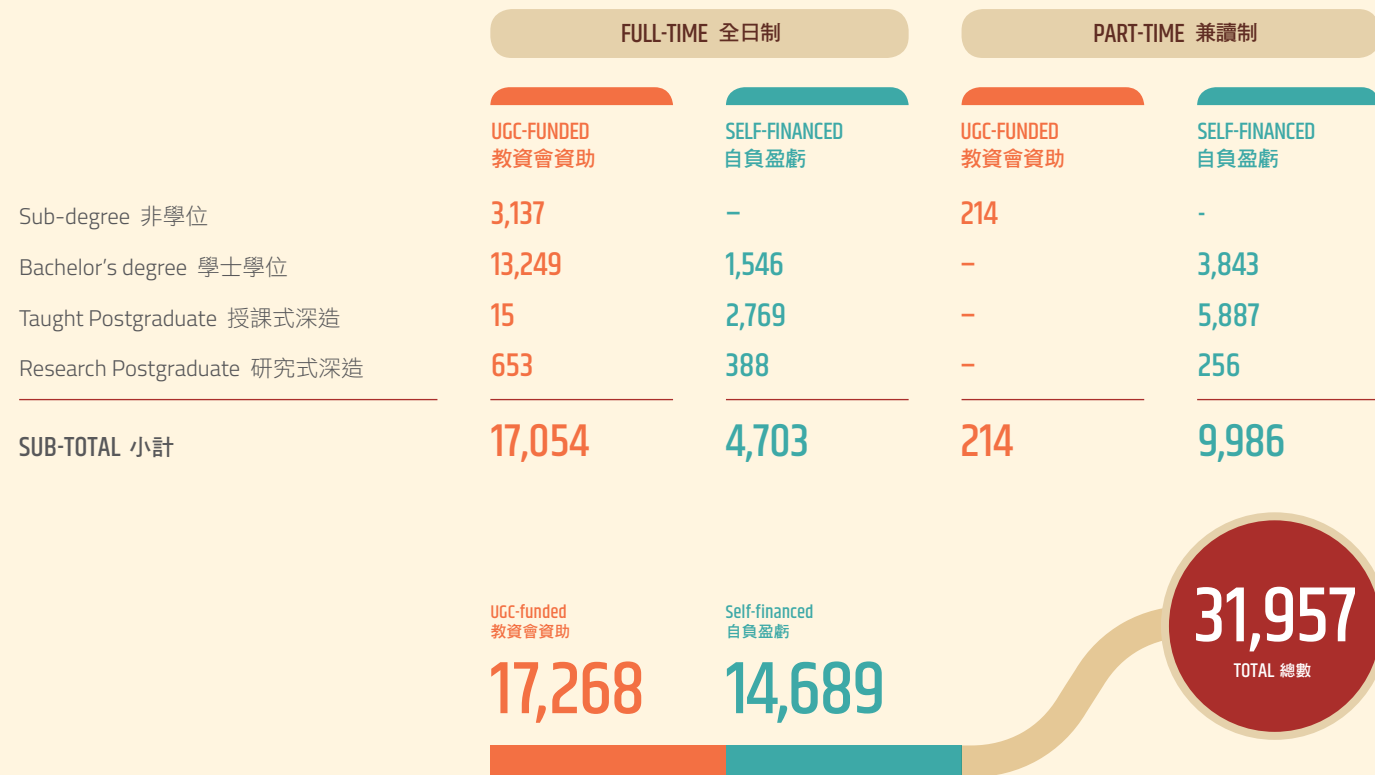 FULL-TIME 全日制 PART-TIME 兼讀制
UGC-FUNDED SELF-FINANCED UGC-FUNDED SELF-FINANCED
教資會資助 自負盈虧 教資會資助 自負盈虧
Sub-degree 非學位 3,137 – 214 -
Bachelor’s degree 學士學位 13,249 1,546 – 3,843
Taught Postgraduate 授課式深造 15 2,769 – 5,887
Research Postgraduate 研究式深造 653 388 – 256
SUB-TOTAL 小計 17,054 4,703 214 9,986
UGC-funded Self-financed
教資會資助 自負盈虧
17,268 14,689
31,957
TOTAL 總數